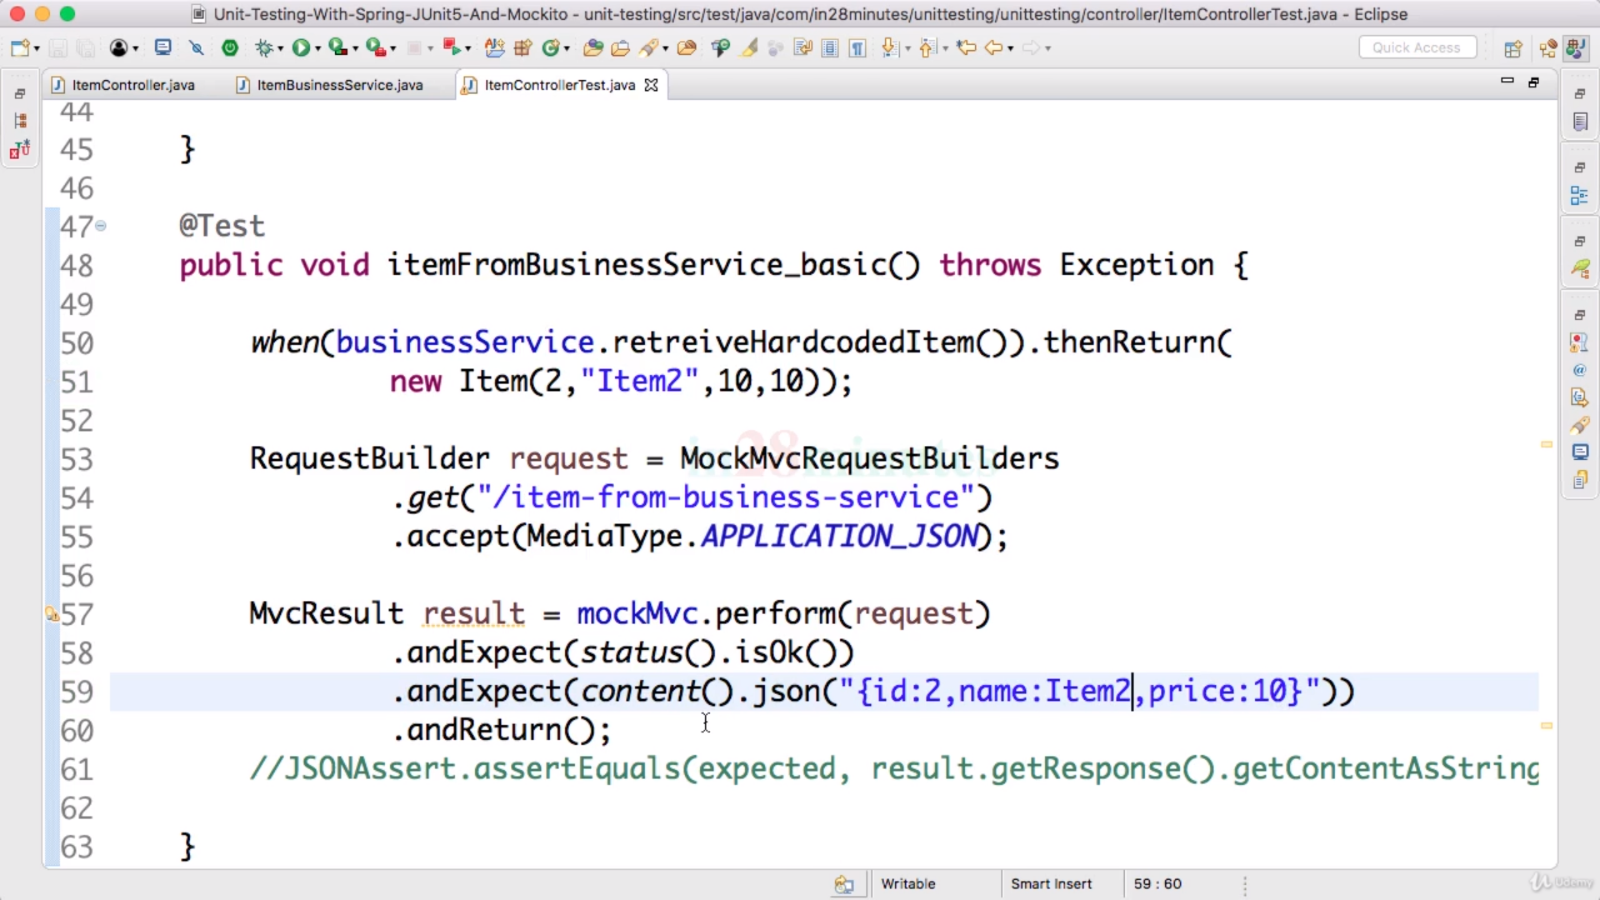 Unit-Testing-With-Spring-JUnit5-And-Mockito - unit-testing/src/test/java/com/in28minutes/unittesting/unittesting/controller/ItemControllerTest.java - Eclipse
Quick Access
ItemController.java
ItemBusinessService.java
ItemControllerTest.java
44
45 }
46
47 @Test
48 public void itemFromBusinessService_basic() throws Exception {
49
50 when(businessService.retreiveHardcodedItem()).thenReturn(
51 new Item(2,"Item2",10,10));
52
53 RequestBuilder request = MockMvcRequestBuilders
in28minutes
54 .get("/item-from-business-service")
55 .accept(MediaType.APPLICATION_JSON);
56
57 MvcResult result = mockMvc.perform(request)
58 .andExpect(status().isOk())
59 .andExpect(content().json("{id:2,name:Item2,price:10}"))
60 .andReturn();
61 //JSONAssert.assertEquals(expected, result.getResponse().getContentAsString
62
63 }
Writable
Smart Insert
59 : 60
Udemy